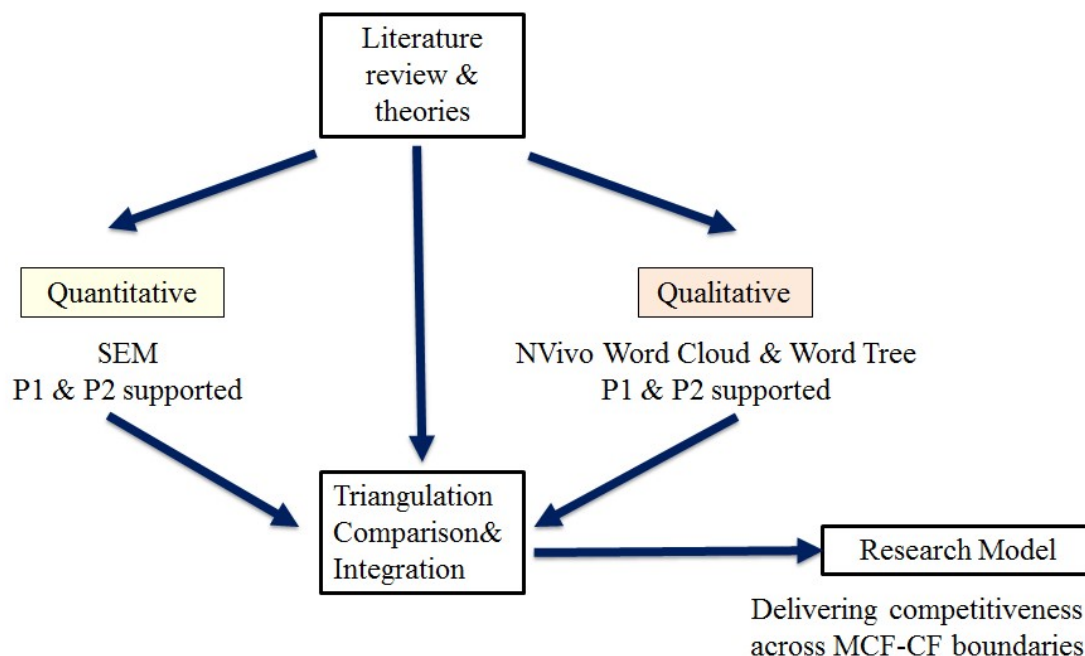 Literature
review &
theories
Quantitative
Qualitative
SEM
P1 & P2 supported
NVivo Word Cloud & Word Tree
P1 & P2 supported
Triangulation
Comparison&
Integration
Research Model
Delivering competitiveness
across MCF-CF boundaries